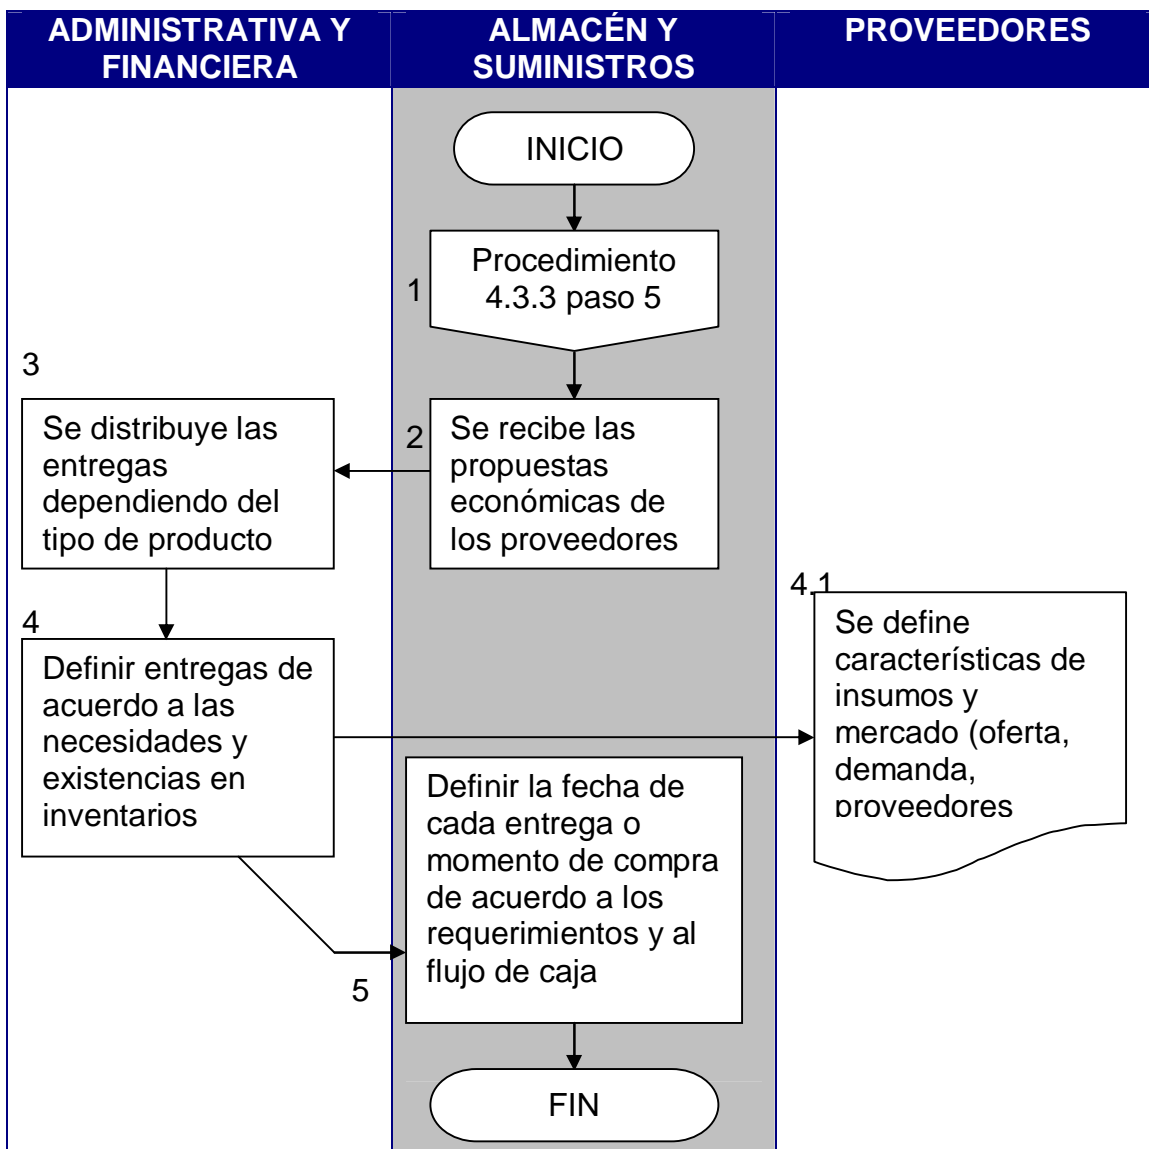 ADMINISTRATIVA Y
FINANCIERA
ALMACÉN Y
SUMINISTROS
PROVEEDORES
INICIO
1
Procedimiento
4.3.3 paso 5
2
Se recibe las
propuestas
económicas de
los proveedores
3
Se distribuye las
entregas
dependiendo del
tipo de producto
4
Definir entregas de
acuerdo a las
necesidades y
existencias en
inventarios
4.1
Se define
características de
insumos y
mercado (oferta,
demanda,
proveedores
5
Definir la fecha de
cada entrega o
momento de compra
de acuerdo a los
requerimientos y al
flujo de caja
FIN